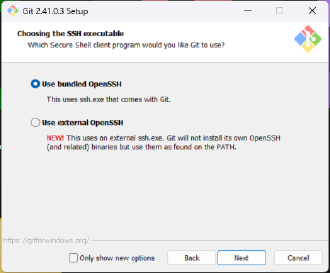 Git 2.41.0.3 Setup
Choosing the SSH executable
Which Secure Shell client program would you like Git to use?
Use bundled OpenSSH
This uses ssh.exe that comes with Git.
Use external OpenSSH
NEW! This uses an external ssh.exe. Git will not install its own OpenSSH
(and related) binaries but use them as found on the PATH.
https://gitforwindows.org/
Only show new options
Back
Next
Cancel